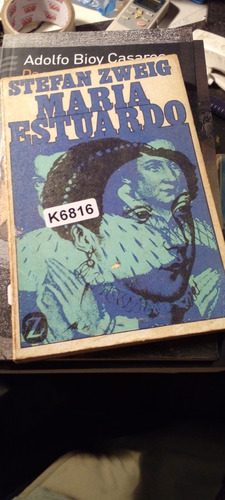 Adolfo Bioy Casares
STEFAN ZWEIG
MARIA
ESTUARDO
K6816
Z